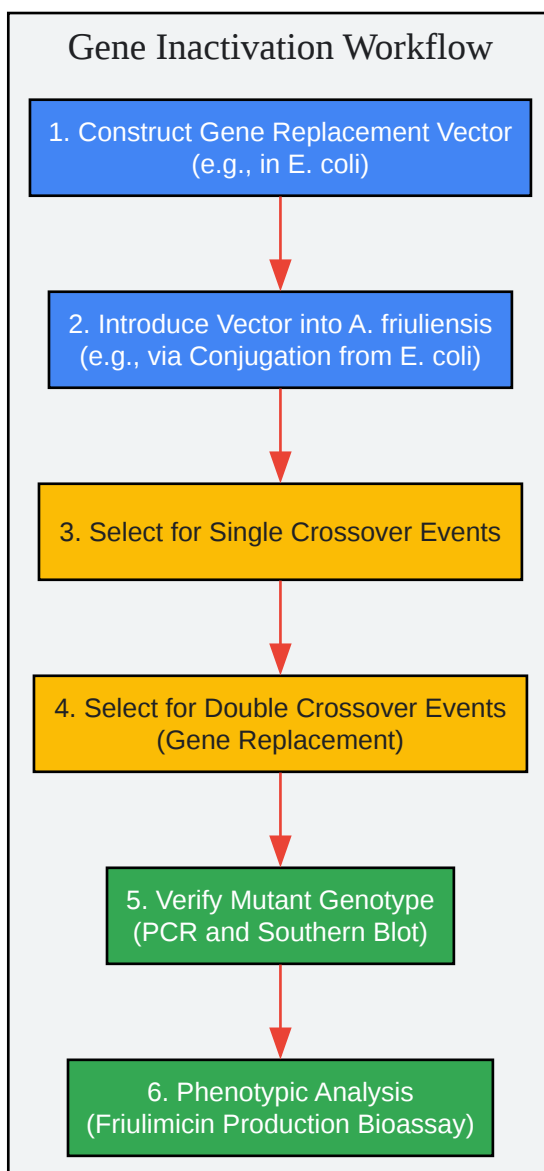 Gene Inactivation Workflow
1. Construct Gene Replacement Vector
(e.g., in E. coli)
2. Introduce Vector into A. friuliensis
(e.g., via Conjugation from E. coli)
3. Select for Single Crossover Events
4. Select for Double Crossover Events
(Gene Replacement)
5. Verify Mutant Genotype
(PCR and Southern Blot)
6. Phenotypic Analysis
(Friulimicin Production Bioassay)